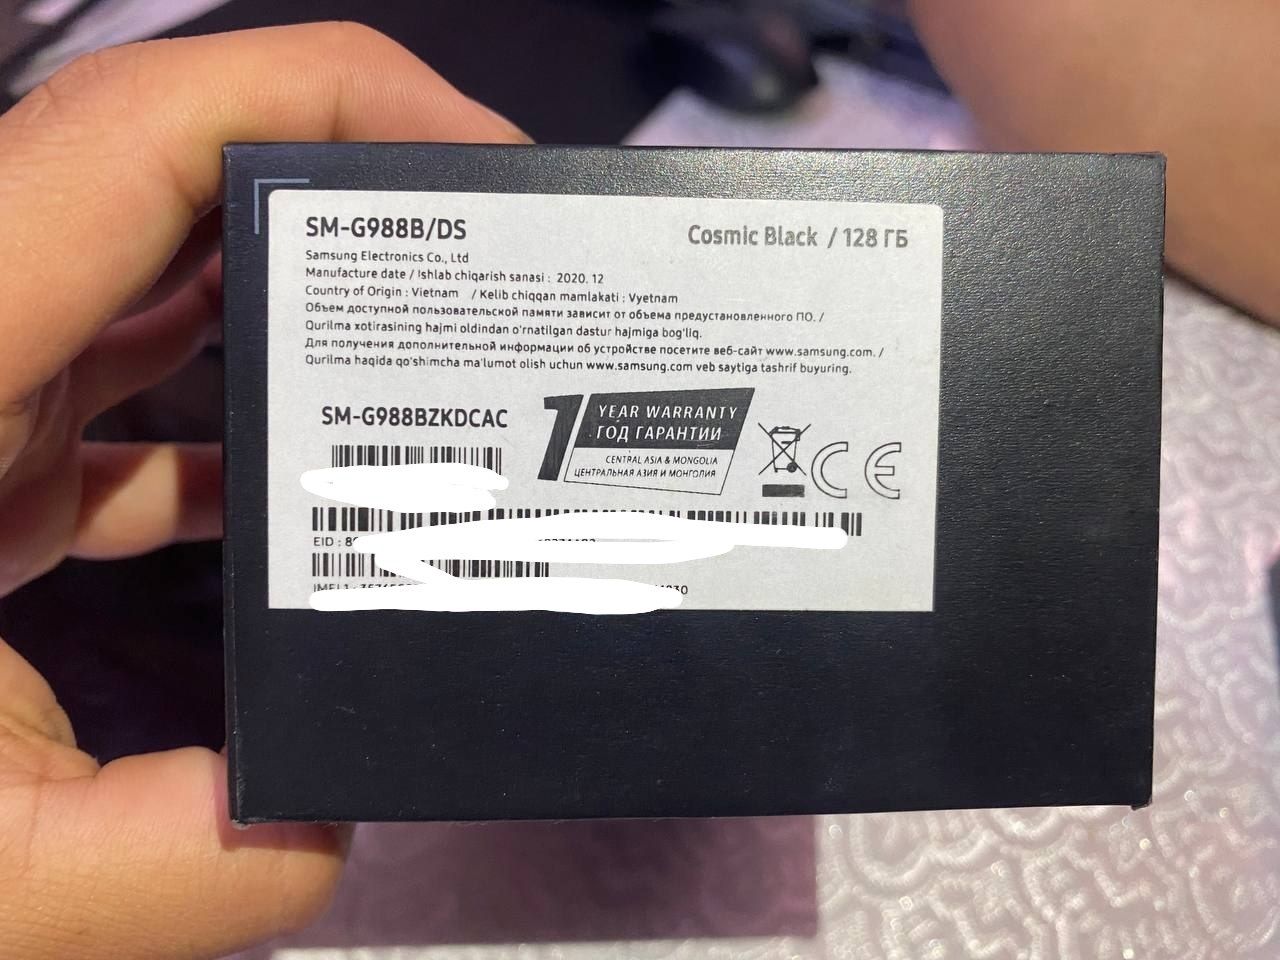 SM-G988B/DS
Cosmic Black / 128 ГБ
Samsung Electronics Co., Ltd
Manufacture date / Ishlab chiqarish sanasi : 2020. 12
Country of Origin : Vietnam / Kelib chiqqan mamlakati : Vyetnam
Объем доступной пользовательской памяти зависит от объема предустановленного ПО. /
Qurilma xotirasining hajmi oldindan o'rnatilgan dastur hajmiga bog'liq.
Для получения дополнительной информации об устройстве посетите веб-сайт www.samsung.com. /
Qurilma haqida qo'shimcha ma'lumot olish uchun www.samsung.com veb saytiga tashrif buyuring.
SM-G988BZKDCAC
1 YEAR WARRANTY
ГОД ГАРАНТИИ
CENTRAL ASIA & MONGOLIA
ЦЕНТРАЛЬНАЯ АЗИЯ И МОНГОЛИЯ
CE
EID :
IMEI 1 :